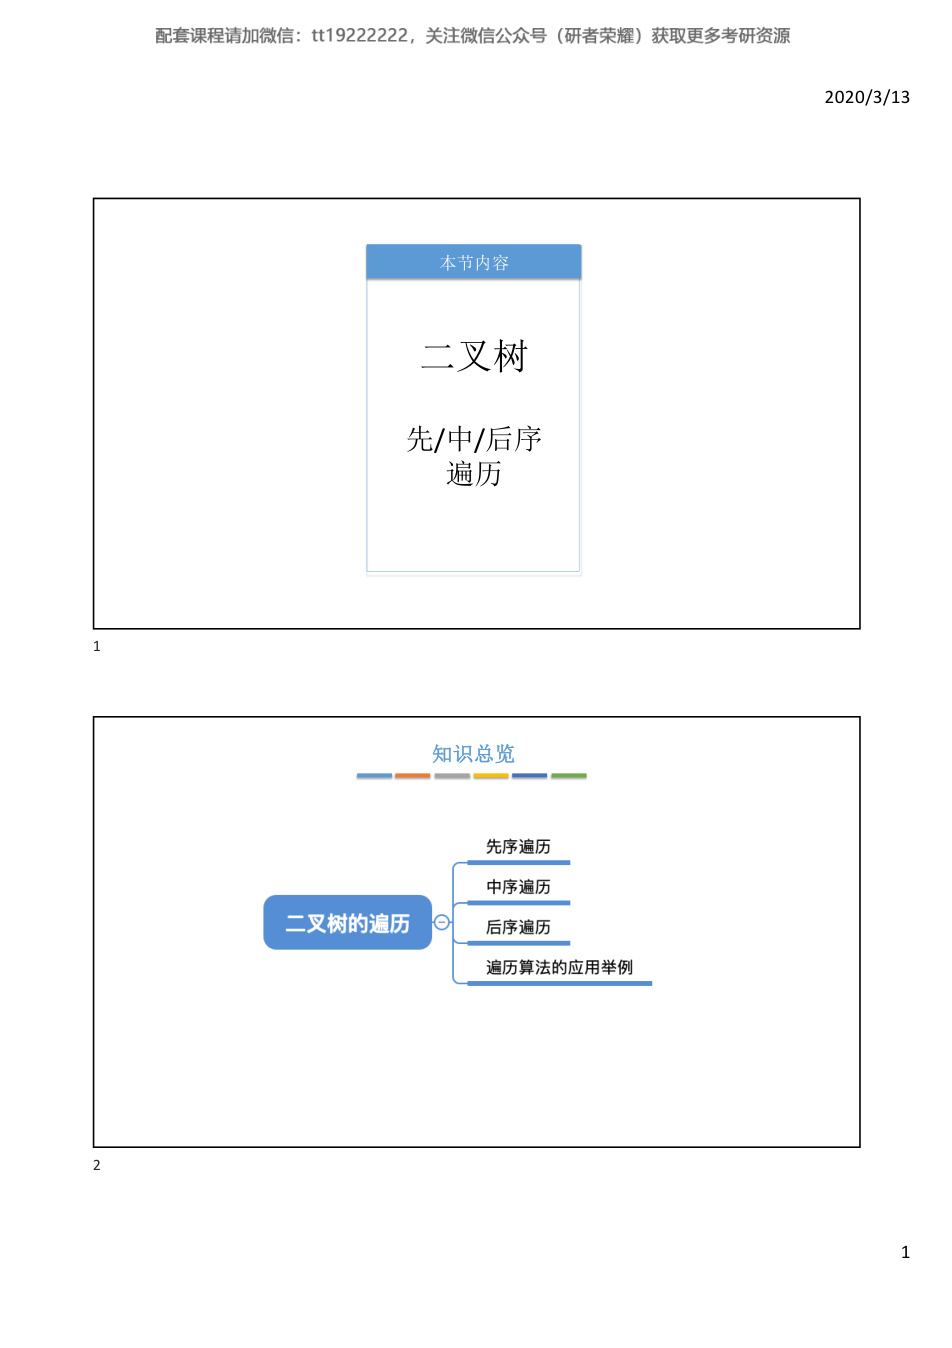 配套课程请加微信：tt19222222，关注微信公众号（研者荣耀）获取更多考研资源
2020/3/13
本节内容
二叉树
先/中/后序
遍历
1
知识总览
先序遍历
中序遍历
二叉树的遍历
后序遍历
遍历算法的应用举例
2
1